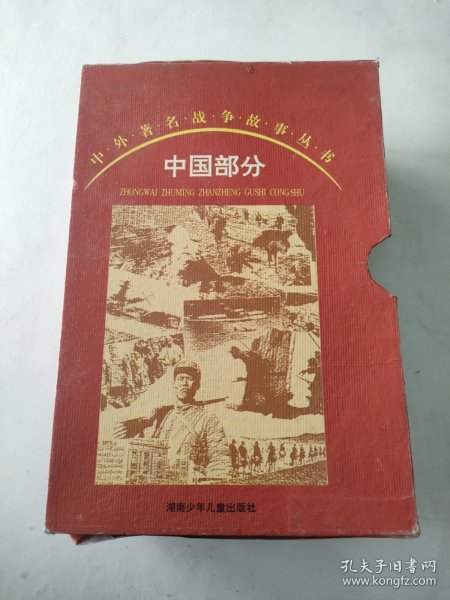 中·外·著·名·战·争·故·事·丛·书
中国部分
ZHONGWAI ZHUMING ZHANZHENG GUSHI CONGSHU
湖南少年儿童出版社
孔夫子旧书网
www.kongfz.com